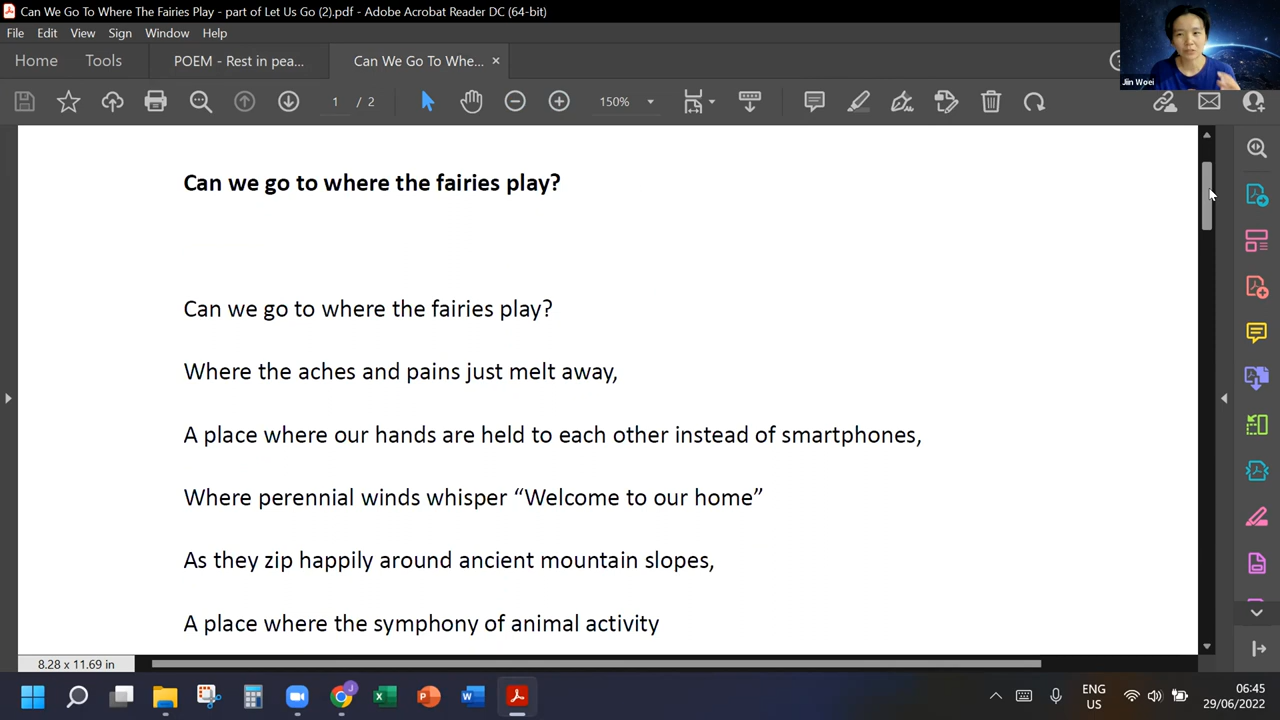 Can We Go To Where The Fairies Play - part of Let Us Go (2).pdf - Adobe Acrobat Reader DC (64-bit)
File Edit View Sign Window Help
Home Tools POEM - Rest in pea... Can We Go To Whe... ×
1 / 2 150%
Jiin Woei
Can we go to where the fairies play?
Can we go to where the fairies play?
Where the aches and pains just melt away,
A place where our hands are held to each other instead of smartphones,
Where perennial winds whisper “Welcome to our home”
As they zip happily around ancient mountain slopes,
A place where the symphony of animal activity
8.28 x 11.69 in
ENG
US
06:45
29/06/2022